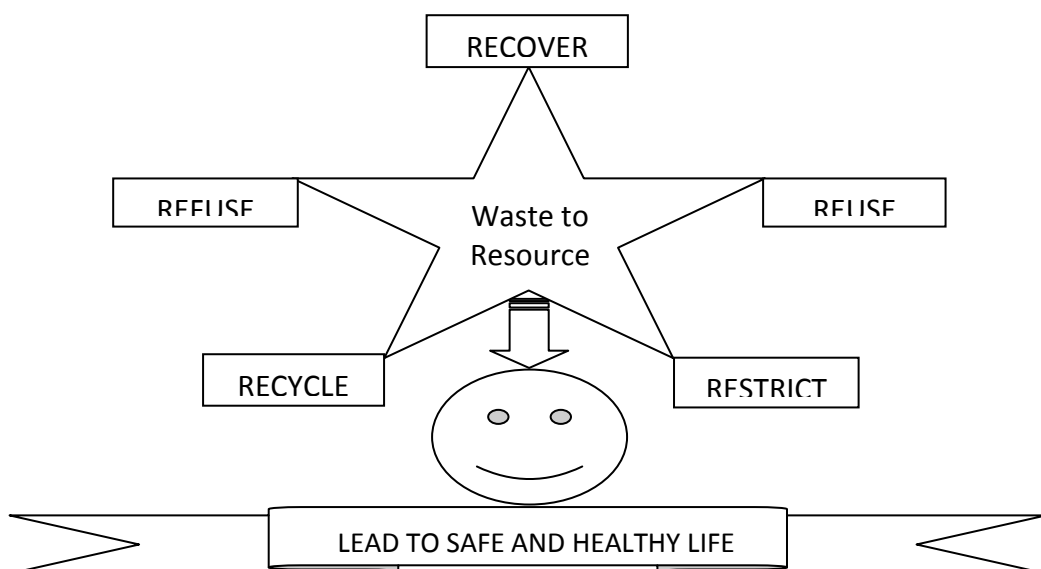 RECOVER
REFUSE
REUSE
Waste to
Resource
RECYCLE
RESTRICT
LEAD TO SAFE AND HEALTHY LIFE